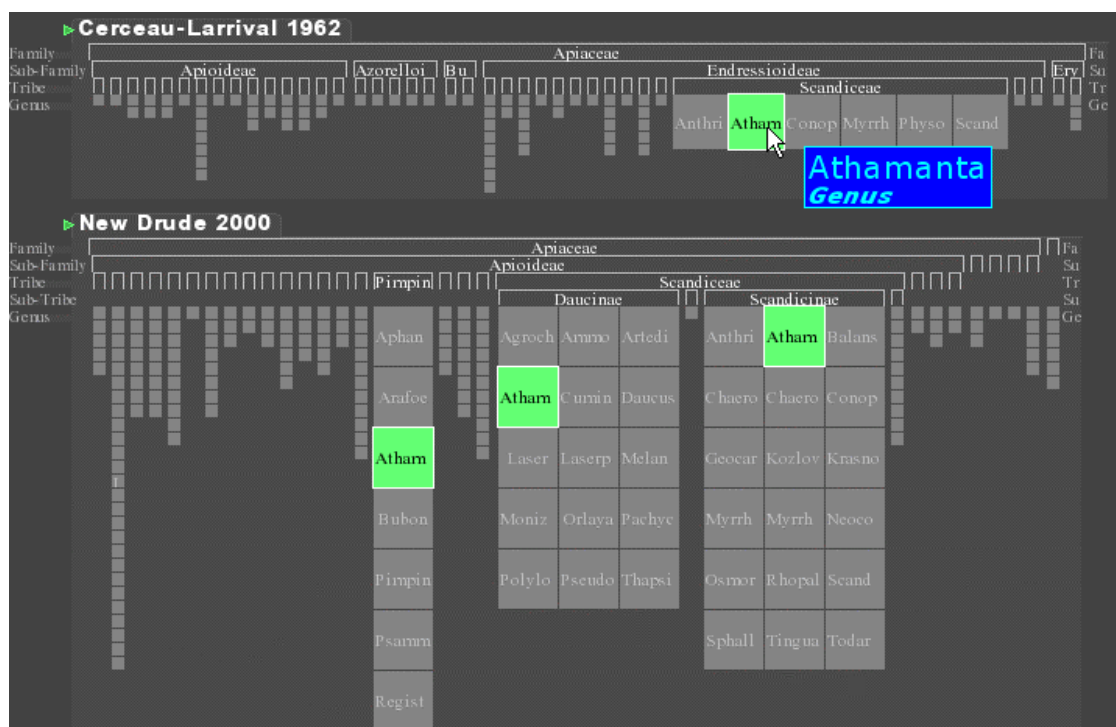 Cerceau-Larrival 1962
Family Apiaceae Fa
Sub-Family Apioideae Azorelloi Bu Endressioideae Ery Su
Tribe Scandiceae Tr
Genus Ge
Anthri Atham Conop Myrrh Physo Scand
Athamanta
Genus
New Drude 2000
Family Apiaceae Fa
Sub-Family Apioideae Su
Tribe Pimpin Scandiceae Tr
Sub-Tribe Daucinae Scandicinae Su
Genus Ge
Aphan Agroch Ammo Artedi Anthri Atham Balans
Arafoe Atham Cumin Daucus Chaero Chaero Conop
Atham Laser Laserp Melan Geocar Kozlov Krasno
L
Bubon Moniz Orlaya Pachyc Myrrh Myrrh Neoco
Pimpin Polylo Pseudo Thapsi Osmor Rhopal Scand
Psamm Sphall Tingua Todar
Regist